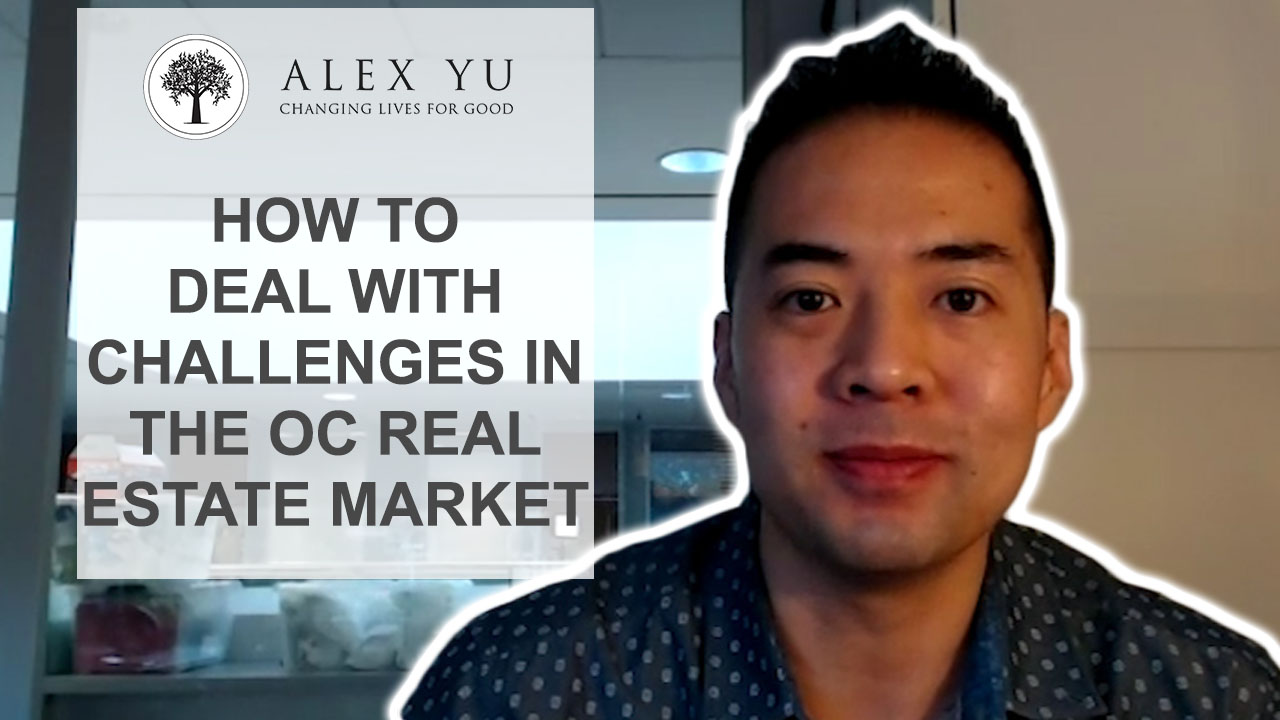 ALEX YU
CHANGING LIVES FOR GOOD
HOW TO
DEAL WITH
CHALLENGES IN
THE OC REAL
ESTATE MARKET